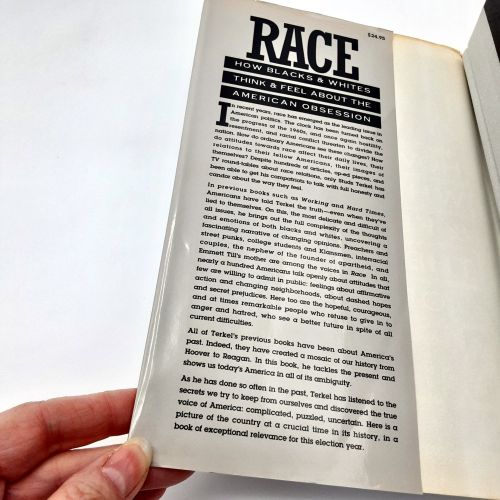 RACE
$24.95
HOW BLACKS & WHITES
THINK & FEEL ABOUT THE
AMERICAN OBSESSION
In recent years, race has emerged as the leading issue in
American politics. The clock has been turned back on
the progress of the 1960s, and once again hostility,
resentment, and racial conflict threaten to divide the
nation. How do ordinary Americans see these changes? How
do attitudes towards race affect their daily lives, their
relations to their fellow Americans, their images of
themselves? Despite hundreds of articles, op-ed pieces, and
TV round-tables about race relations, only Studs Terkel has
been able to get his compatriots to talk with full honesty and
candor about the way they feel.
In previous books such as Working and Hard Times,
Americans have told Terkel the truth—even when they've
lied to themselves. On this, the most delicate and difficult of
all issues, he brings out the full complexity of the thoughts
and emotions of both blacks and whites, uncovering a
fascinating narrative of changing opinions. Preachers and
street punks, college students and Klansmen, interracial
couples, the nephew of the founder of apartheid, and
Emmett Till's mother are among the voices in Race. In all,
nearly a hundred Americans talk openly about attitudes that
few are willing to admit in public: feelings about affirmative
action and changing neighborhoods, about dashed hopes
and secret prejudices. Here too are the hopeful, courageous,
and at times remarkable people who refuse to give in to
anger and hatred, who see a better future in spite of all
current difficulties.
All of Terkel's previous books have been about America's
past. Indeed, they have created a mosaic of our history from
Hoover to Reagan. In this book, he tackles the present and
shows us today's America in all of its ambiguity.
As he has done so often in the past, Terkel has listened to the
secrets we try to keep from ourselves and discovered the true
voice of America: complicated, puzzled, uncertain. Here is a
picture of the country at a crucial time in its history, in a
book of exceptional relevance for this election year.